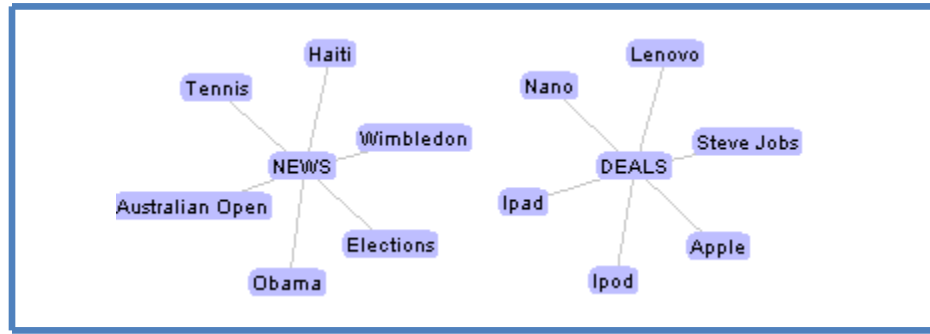 Haiti
Tennis
Wimbledon
NEWS
Australian Open
Elections
Obama
Lenovo
Nano
Steve Jobs
DEALS
Ipad
Apple
Ipod